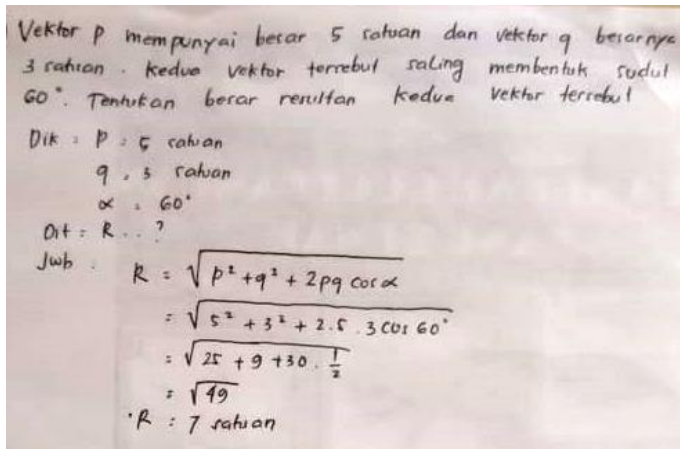 Vektor p mempunyai besar 5 satuan dan vektor q besarnya
3 satuan. Kedua vektor tersebut saling membentuk sudut
60°. Tentukan besar resultan kedua vektor tersebut
Dik : P : 5 satuan
q : 3 satuan
α : 60°
Dit : R . . ?
Jwb :
R = √p² + q² + 2pq cos α
= √5² + 3² + 2.5.3 cos 60°
= √25 + 9 + 30 . 1/2
= √49
R : 7 satuan